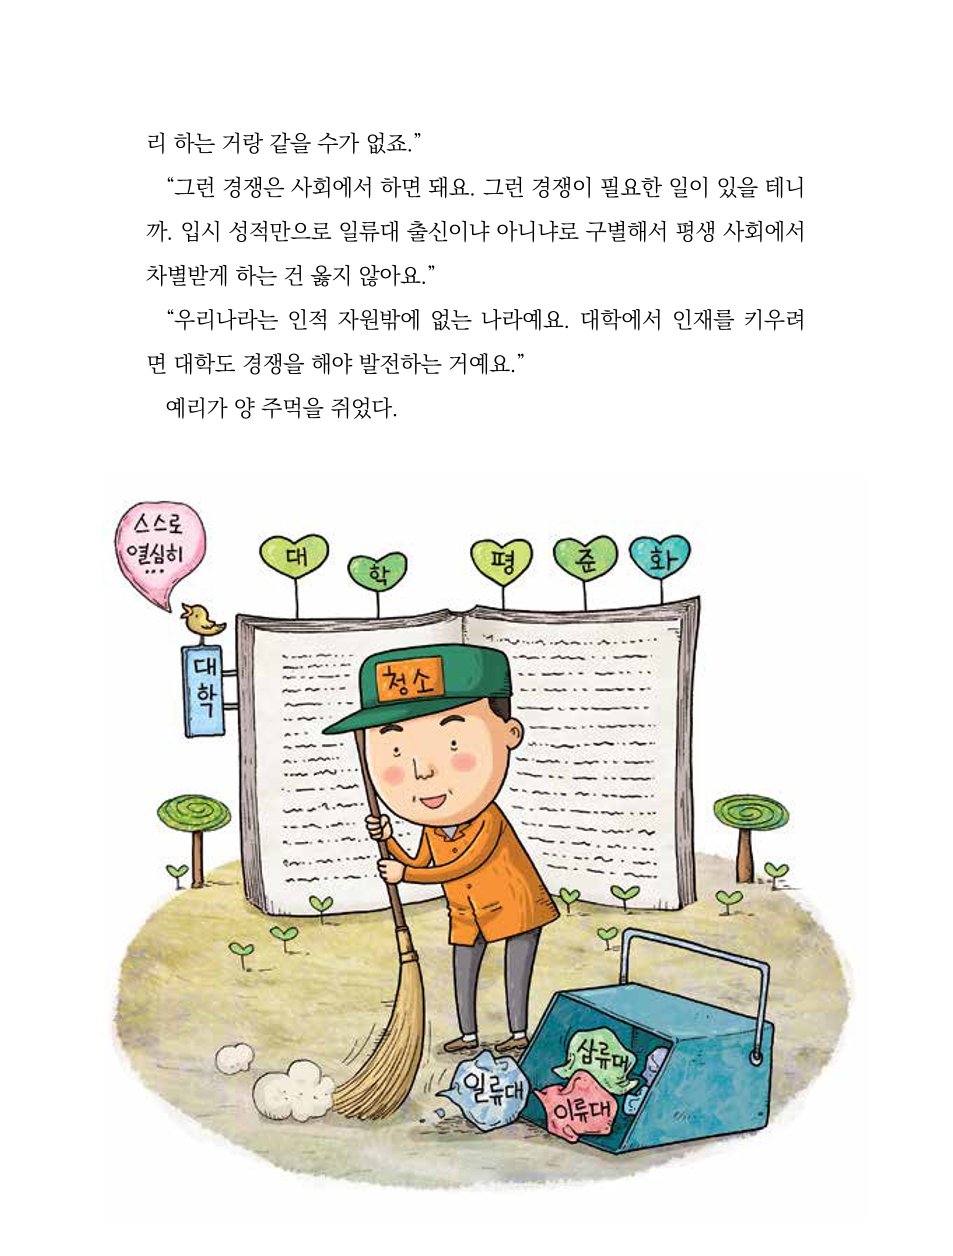 리 하는 거랑 같을 수가 없죠.”
“그런 경쟁은 사회에서 하면 돼요. 그런 경쟁이 필요한 일이 있을 테니
까. 입시 성적만으로 일류대 출신이냐 아니냐로 구별해서 평생 사회에서
차별받게 하는 건 옳지 않아요.”
“우리나라는 인적 자원밖에 없는 나라예요. 대학에서 인재를 키우려
면 대학도 경쟁을 해야 발전하는 거예요.”
예리가 양 주먹을 쥐었다.
스스로
열심히
...
대 학 평 준 화
대
학
청소
삼류대
일류대
이류대